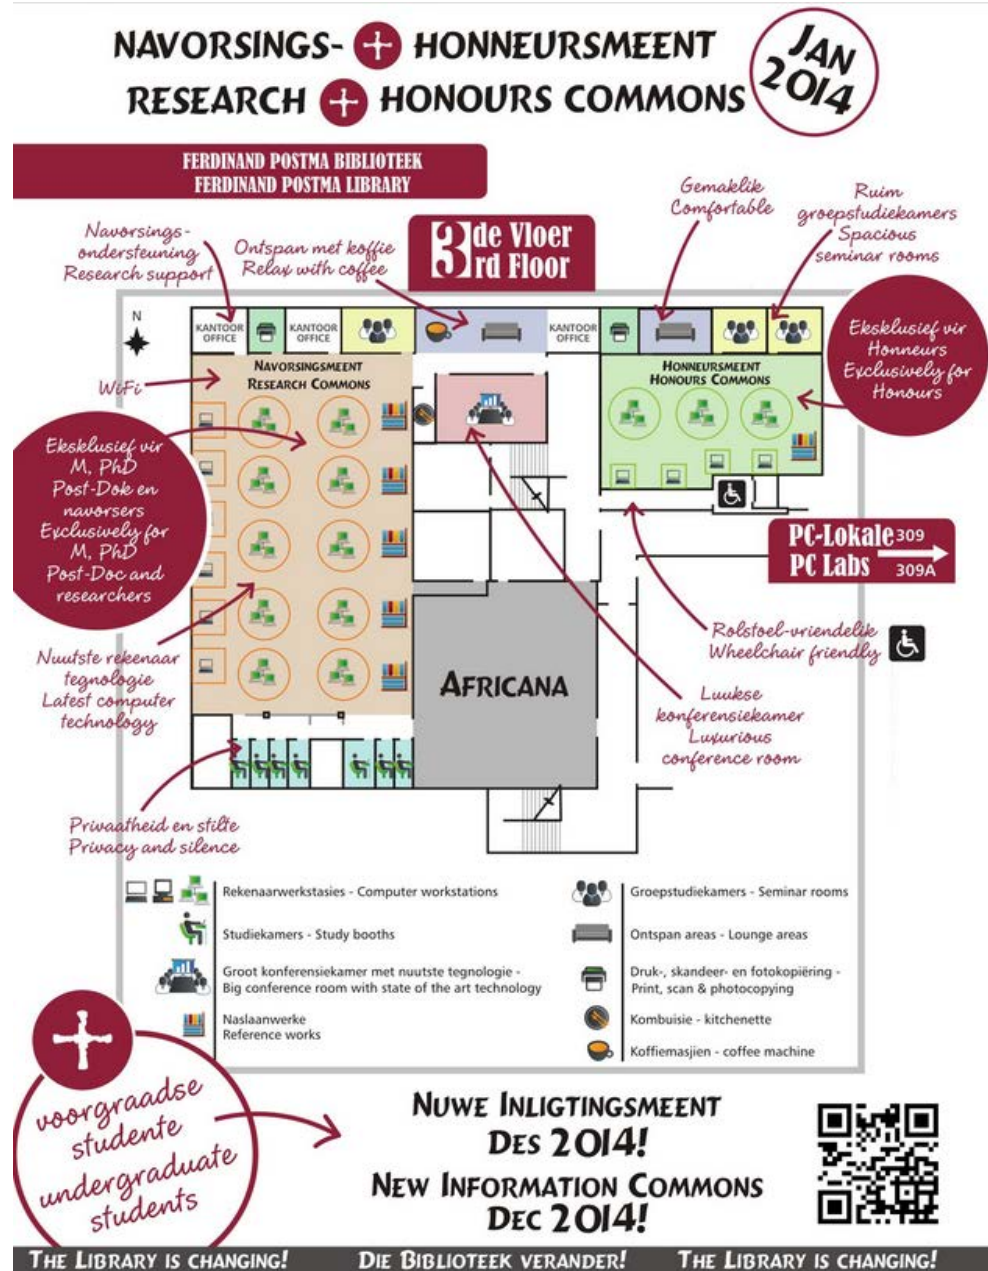 NAVORSINGS- HONNEURSMEENT
RESEARCH HONOURS COMMONS
JAN
2014
FERDINAND POSTMA BIBLIOTEEK
FERDINAND POSTMA LIBRARY
3de Vloer
3rd Floor
Navorsings-
ondersteuning
Research support
Ontspan met koffie
Relax with coffee
Gemaklik
Comfortable
Ruim
groepstudiekamers
Spacious
seminar rooms
Eksklusief vir
Honneurs
Exclusively for
Honours
N
KANTOOR
OFFICE
KANTOOR
OFFICE
KANTOOR
OFFICE
NAVORSINGSMEENT
RESEARCH COMMONS
HONNEURSMEENT
HONOURS COMMONS
WiFi
Eksklusief vir
M, PhD
Post-Dok en
navorsers
Exclusively for
M, PhD
Post-Doc and
researchers
PC-Lokale 309
PC Labs 309A
AFRICANA
Rolstoel-vriendelik
Wheelchair friendly
Nuutste rekenaar
tegnologie
Latest computer
technology
Luukse
konferensiekamer
Luxurious
conference room
Privaatheid en stilte
Privacy and silence
Rekenaarwerkstasies - Computer workstations
Studiekamers - Study booths
Groot konferensiekamer met nuutste tegnologie -
Big conference room with state of the art technology
Naslaanwerke
Reference works
Groepstudiekamers - Seminar rooms
Ontspan areas - Lounge areas
Druk-, skandeer- en fotokopiëring -
Print, scan & photocopying
Kombuisie - kitchenette
Koffiemasjien - coffee machine
voorgraadse
studente
undergraduate
students
NUWE INLIGTINGSMEENT
DES 2014!
NEW INFORMATION COMMONS
DEC 2014!
THE LIBRARY IS CHANGING! DIE BIBLIOTEEK VERANDER! THE LIBRARY IS CHANGING!